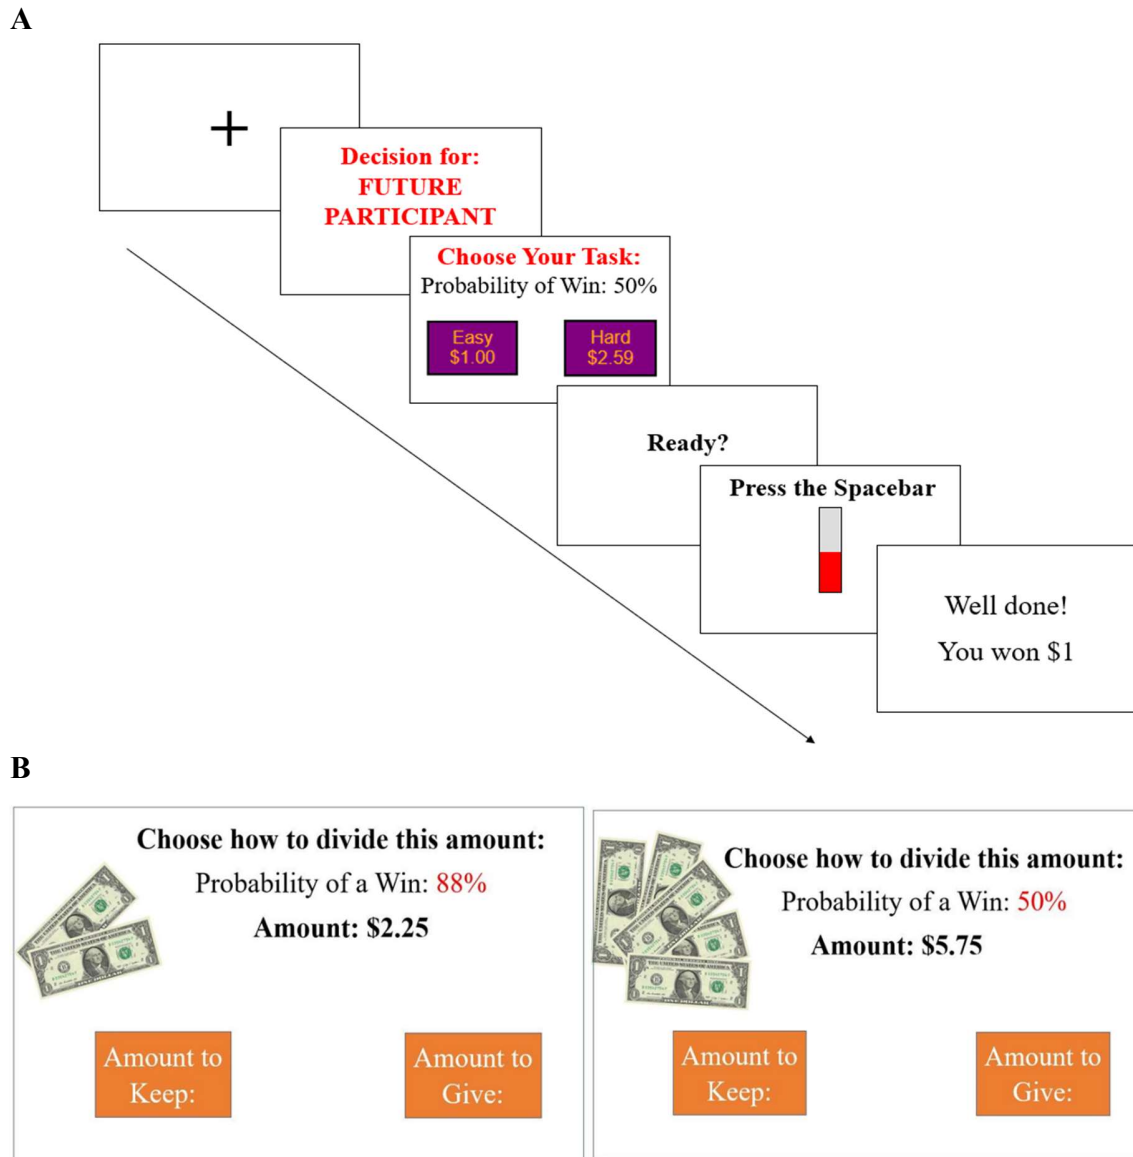 A
+
Decision for:
FUTURE
PARTICIPANT
Choose Your Task:
Probability of Win: 50%
Easy
$1.00
Hard
$2.59
Ready?
Press the Spacebar
Well done!
You won $1
B
Choose how to divide this amount:
Probability of a Win: 88%
Amount: $2.25
Amount to
Keep:
Amount to
Give:
Choose how to divide this amount:
Probability of a Win: 50%
Amount: $5.75
Amount to
Keep:
Amount to
Give: